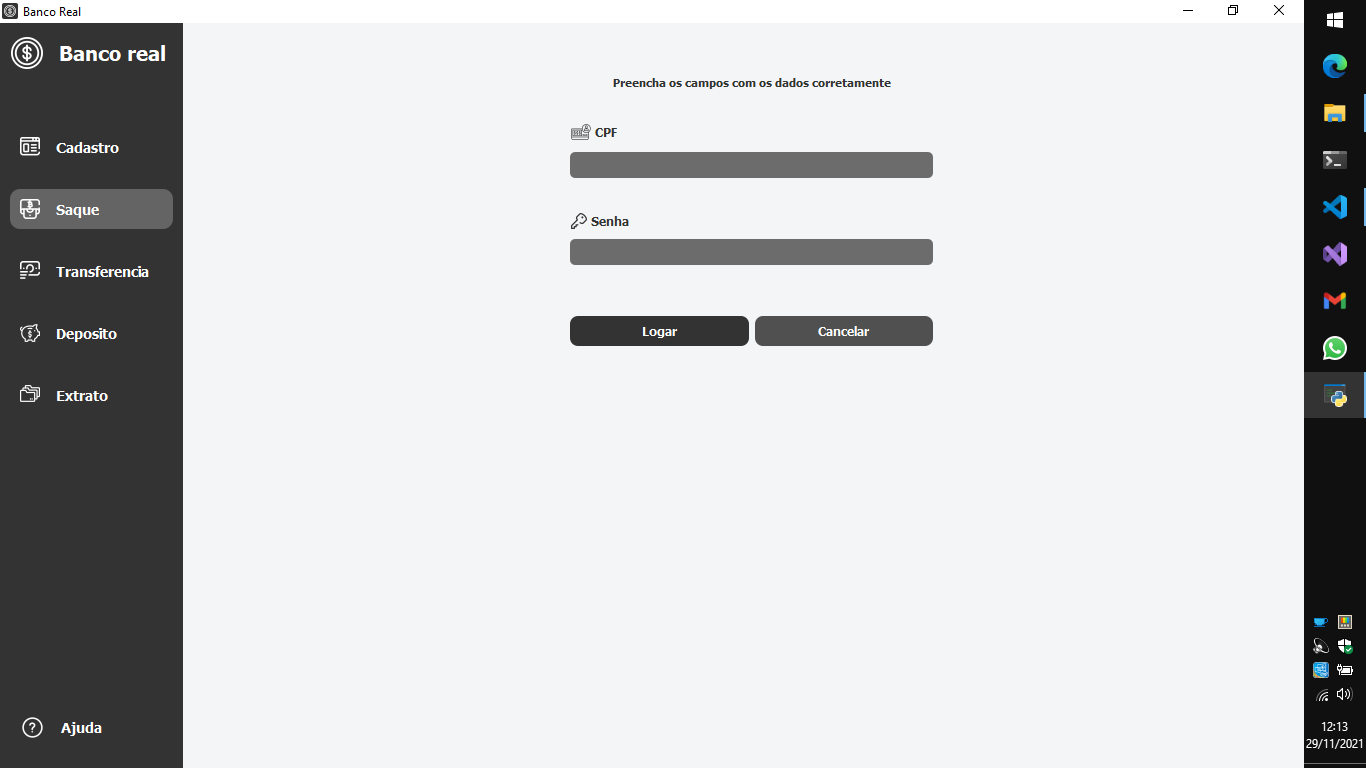 Banco Real
Banco real
Cadastro
Saque
Transferencia
Deposito
Extrato
Ajuda
Preencha os campos com os dados corretamente
CPF
Senha
Logar
Cancelar
12:13
29/11/2021